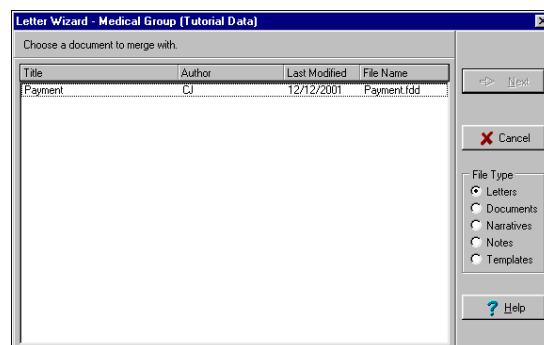 Letter Wizard - Medical Group (Tutorial Data)
Choose a document to merge with.
Title Author Last Modified File Name
Payment CJ 12/12/2001 Payment.fdd
Next
Cancel
File Type
Letters
Documents
Narratives
Notes
Templates
Help